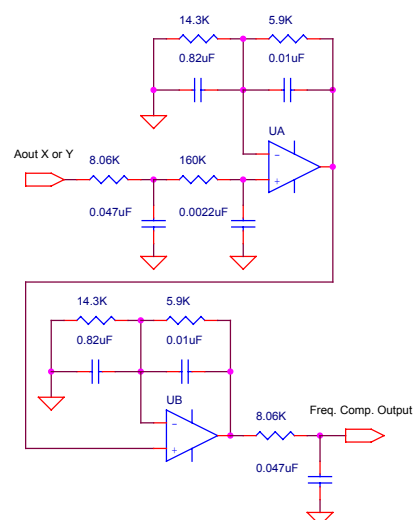 14.3K 5.9K
0.82uF 0.01uF
UA
Aout X or Y
8.06K 160K
- 
+
0.047uF 0.0022uF
14.3K 5.9K
0.82uF 0.01uF
UB
8.06K Freq. Comp. Output
-
+
0.047uF